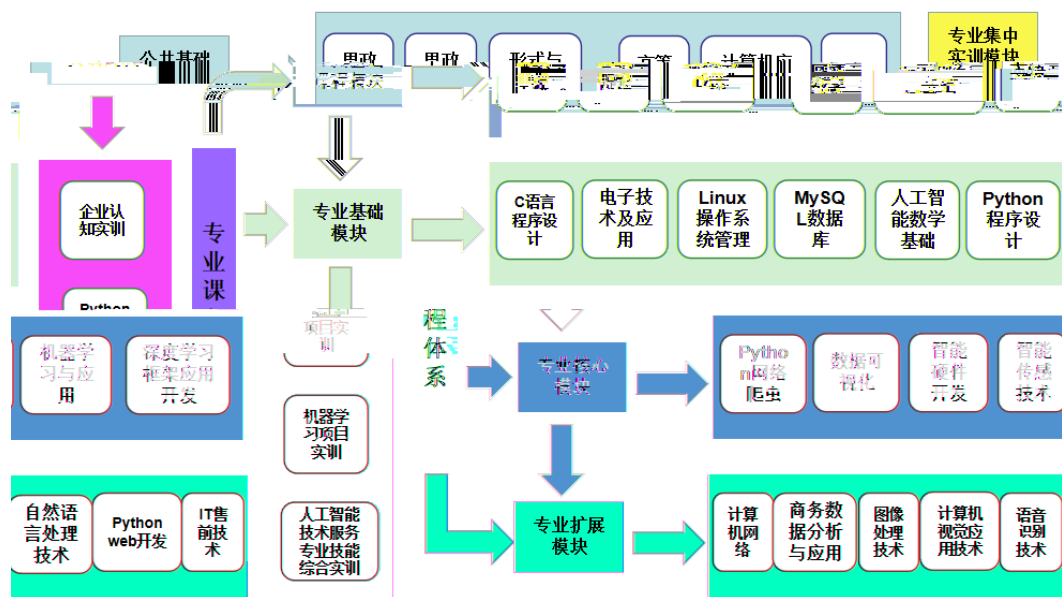 公共基础
思政
思政
形式与
高等
计算机应
专业集中
实训模块
企业认
知实训
Python
专业课
专业基础
模块
C语言
程序设
计
电子技
术及应
用
Linux
操作系
统管理
MySQ
L数据
库
人工智
能数学
基础
Python
程序设
计
机器学
习与应
用
深度学习
框架应用
开发
项目实
训
程体系
专业核心
模块
Pytho
n网络
爬虫
数据可
视化
智能
硬件
开发
智能
传感
技术
机器学
习项目
实训
自然语
言处理
技术
Python
web开发
IT售
前技
术
人工智能
技术服务
专业技能
综合实训
专业扩展
模块
计算
机网
络
商务数
据分析
与应用
图像
处理
技术
计算机
视觉应
用技术
语音
识别
技术